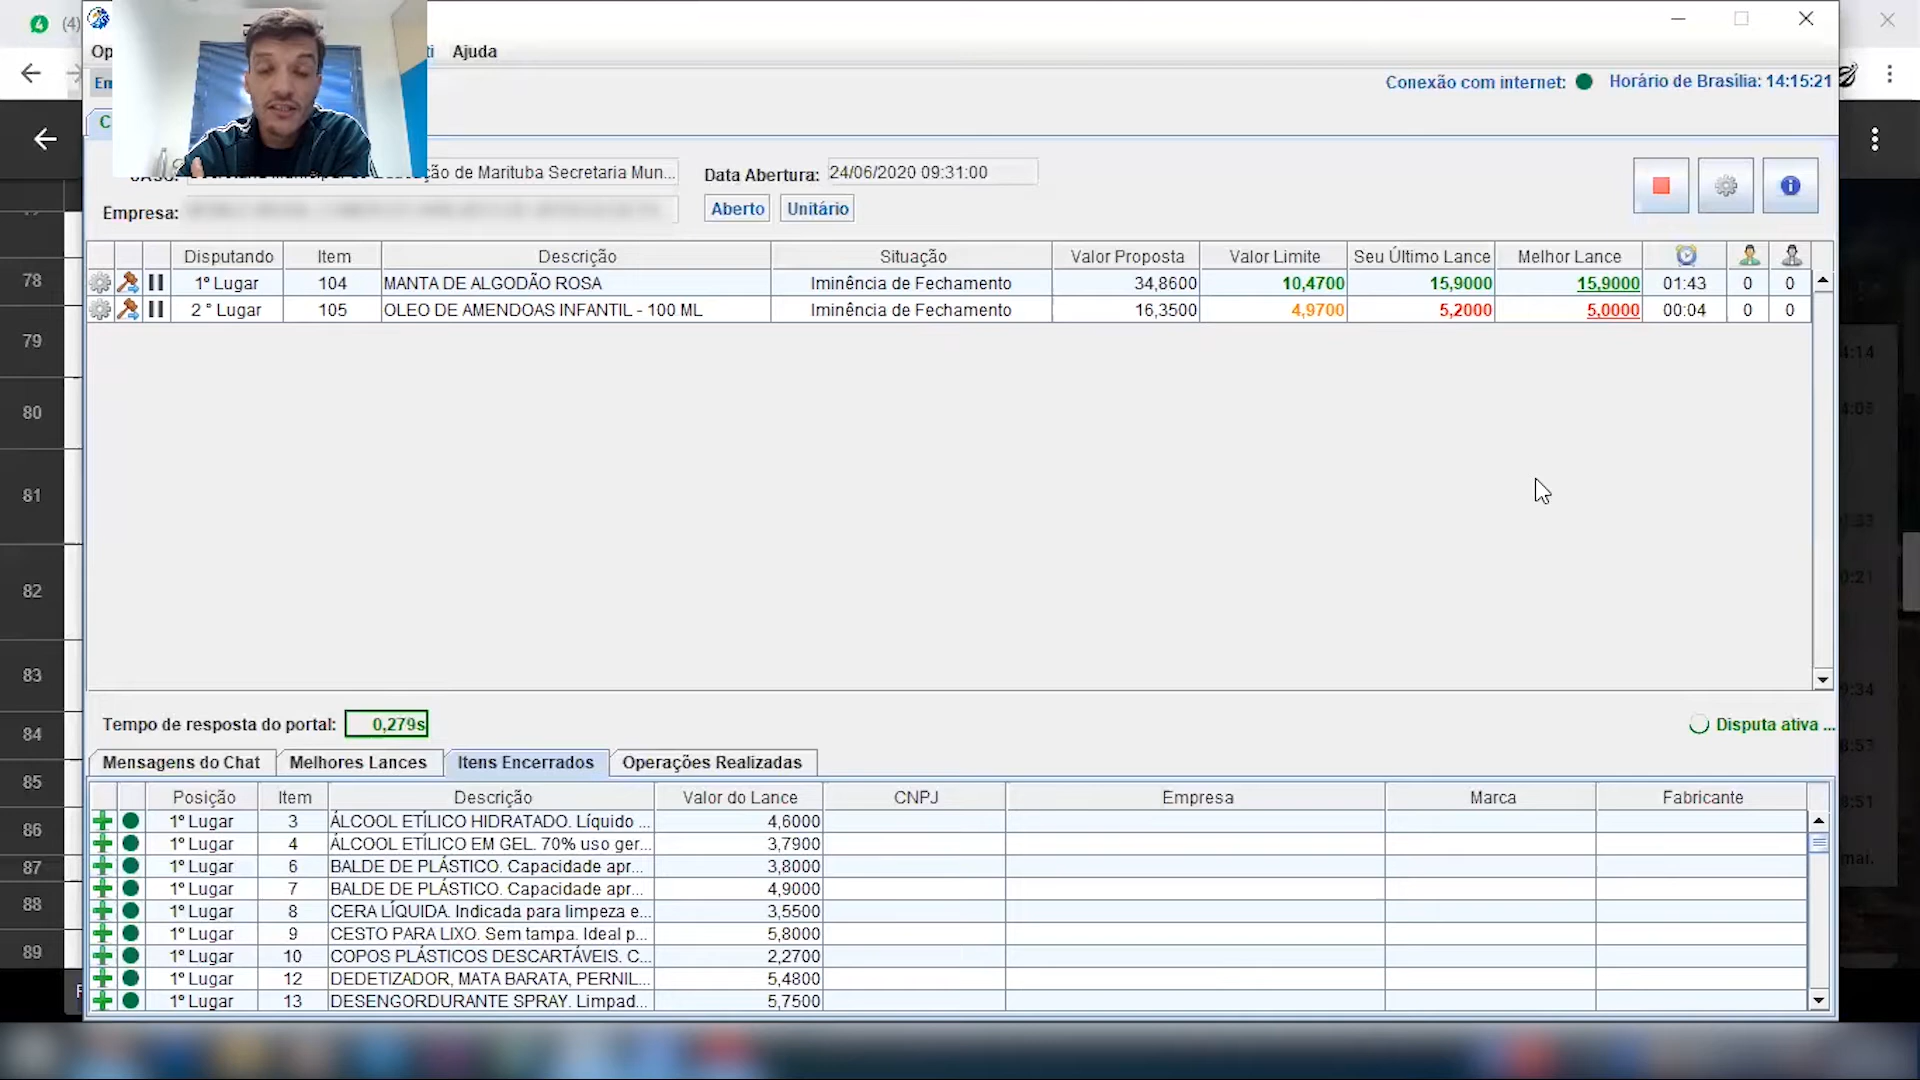 (4)
Op
ti
Ajuda
Em
Conexão com internet:
Horário de Brasília: 14:15:21
C
ção de Marituba Secretaria Mun...
Data Abertura:
24/06/2020 09:31:00
Empresa:
Aberto
Unitário
Disputando Item Descrição Situação Valor Proposta Valor Limite Seu Último Lance Melhor Lance
1º Lugar 104 MANTA DE ALGODÃO ROSA Iminência de Fechamento 34,8600 10,4700 15,9000 15,9000 01:43 0 0
2 º Lugar 105 OLEO DE AMENDOAS INFANTIL - 100 ML Iminência de Fechamento 16,3500 4,9700 5,2000 5,0000 00:04 0 0
78
79
80
81
82
83
84
85
86
87
88
89
Tempo de resposta do portal: 0,279s
Disputa ativa ...
Mensagens do Chat
Melhores Lances
Itens Encerrados
Operações Realizadas
Posição Item Descrição Valor do Lance CNPJ Empresa Marca Fabricante
1º Lugar 3 ÁLCOOL ETÍLICO HIDRATADO. Líquido ... 4,6000
1º Lugar 4 ÁLCOOL ETÍLICO EM GEL. 70% uso ger... 3,7900
1º Lugar 6 BALDE DE PLÁSTICO. Capacidade apr... 3,8000
1º Lugar 7 BALDE DE PLÁSTICO. Capacidade apr... 4,9000
1º Lugar 8 CERA LÍQUIDA. Indicada para limpeza e... 3,5500
1º Lugar 9 CESTO PARA LIXO. Sem tampa. Ideal p... 5,8000
1º Lugar 10 COPOS PLÁSTICOS DESCARTÁVEIS. C... 2,2700
1º Lugar 12 DEDETIZADOR, MATA BARATA, PERNIL... 5,4800
1º Lugar 13 DESENGORDURANTE SPRAY. Limpad... 5,7500